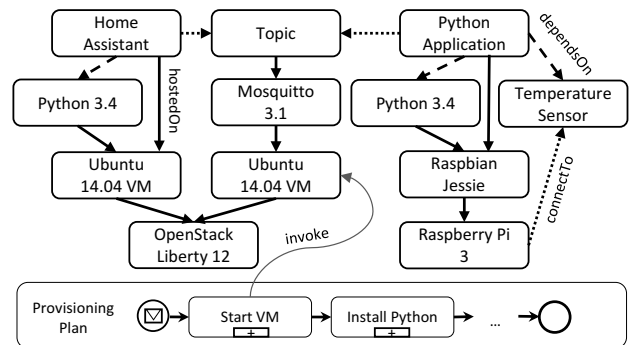 Home
Assistant
Topic
Python
Application
dependsOn
Python 3.4
hostedOn
Mosquitto
3.1
Python 3.4
Temperature
Sensor
Ubuntu
14.04 VM
Ubuntu
14.04 VM
Raspbian
Jessie
connectTo
OpenStack
Liberty 12
invoke
Raspberry Pi
3
Provisioning
Plan
Start VM
+
Install Python
+
...